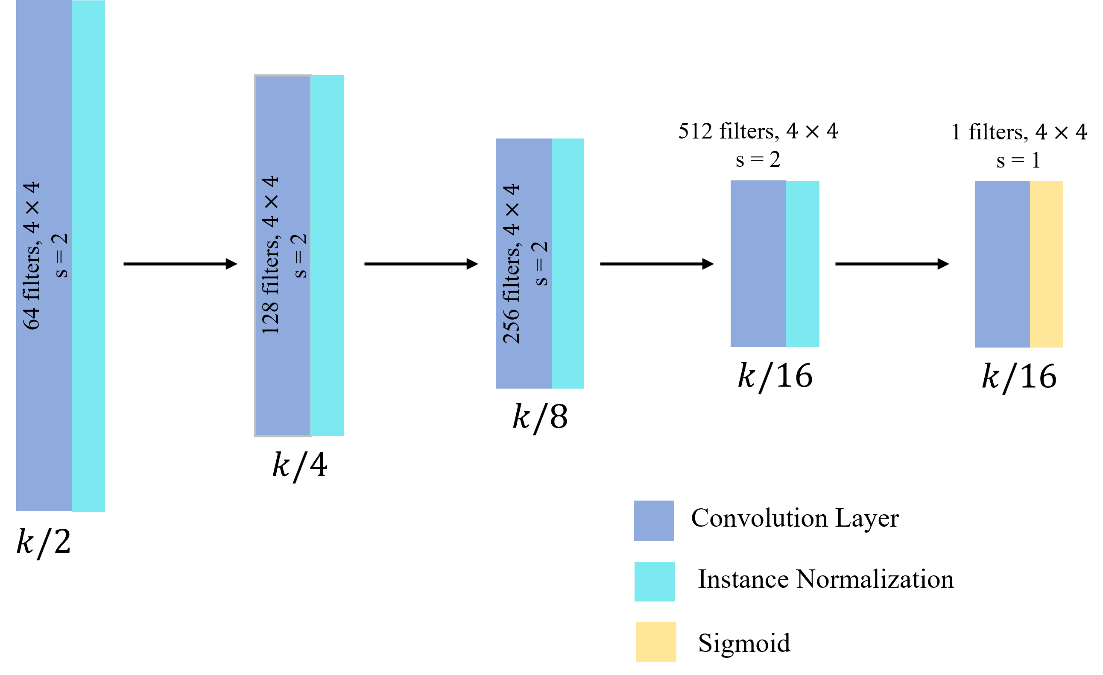 64 filters, 4 × 4
s = 2
k/2
128 filters, 4 × 4
s = 2
k/4
256 filters, 4 × 4
s = 2
k/8
512 filters, 4 × 4
s = 2
k/16
1 filters, 4 × 4
s = 1
k/16
Convolution Layer
Instance Normalization
Sigmoid